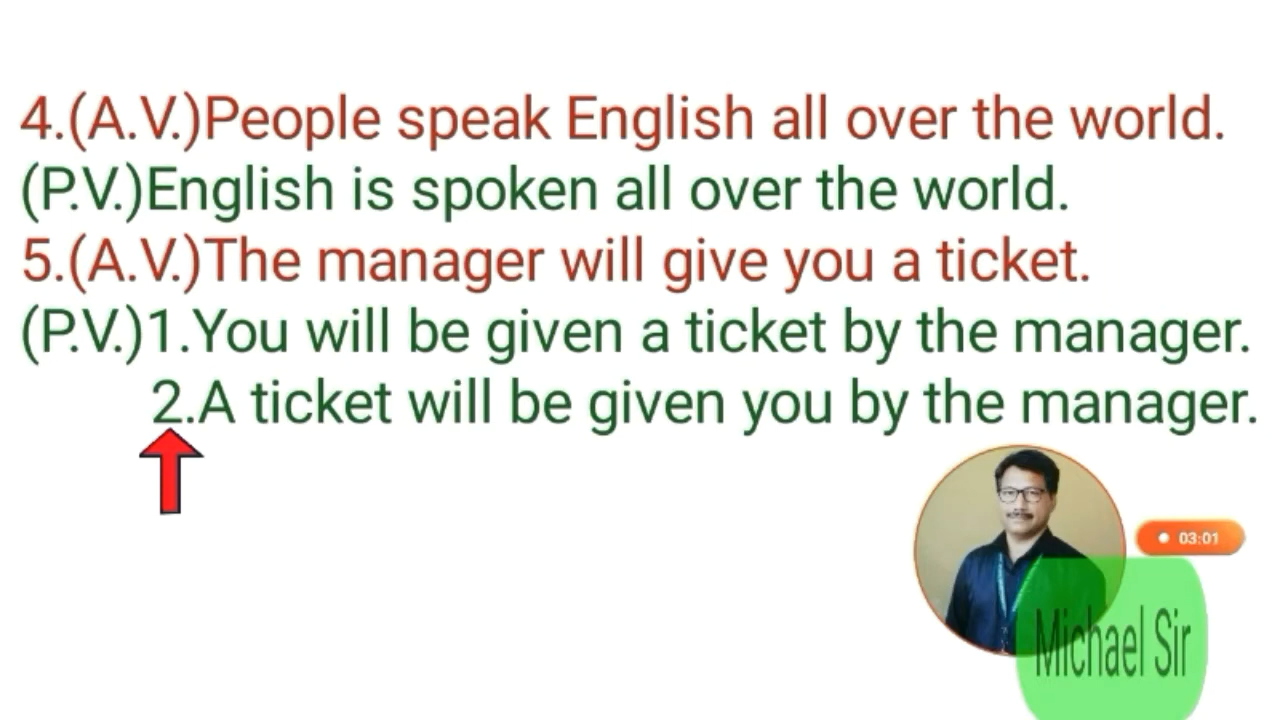 4.(A.V.)People speak English all over the world.
(P.V.)English is spoken all over the world.
5.(A.V.)The manager will give you a ticket.
(P.V.)1.You will be given a ticket by the manager.
2.A ticket will be given you by the manager.
03:01
Michael Sir